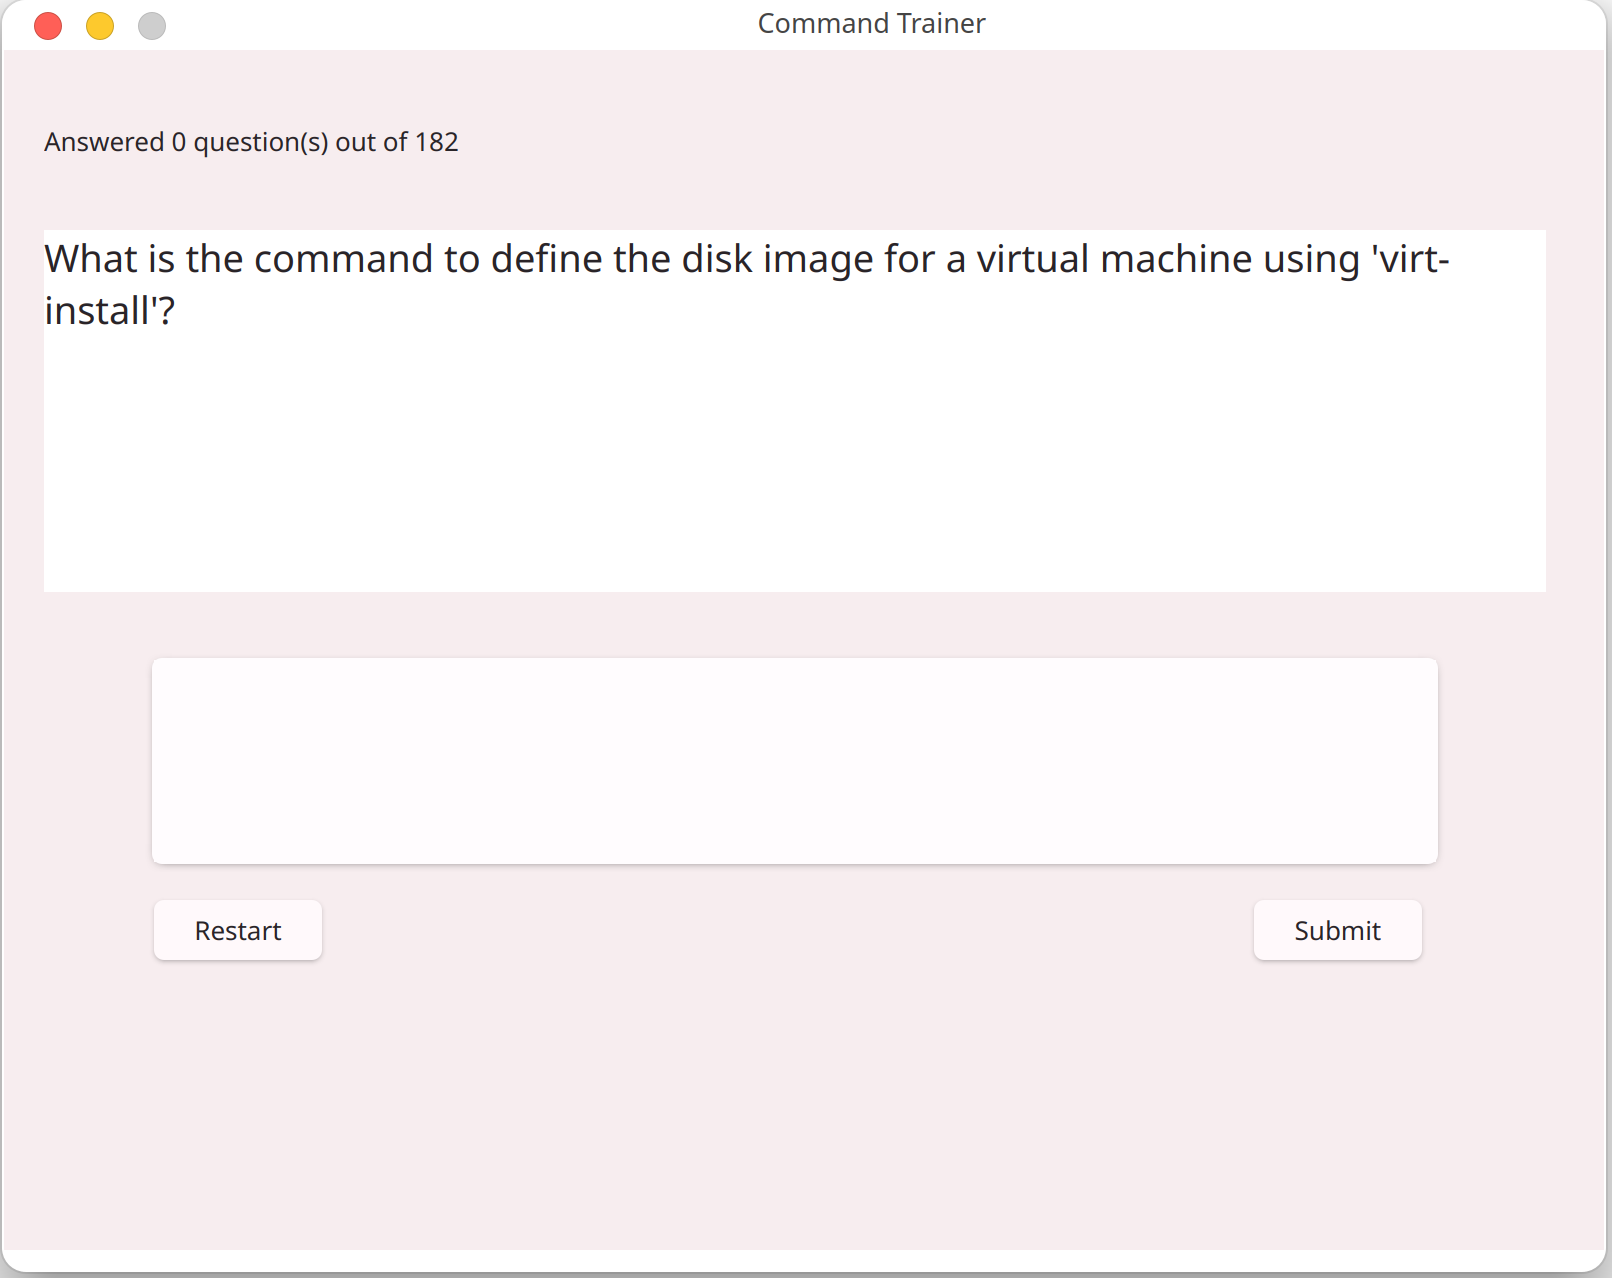 Command Trainer
Answered 0 question(s) out of 182
What is the command to define the disk image for a virtual machine using 'virt-
install'?
Restart
Submit